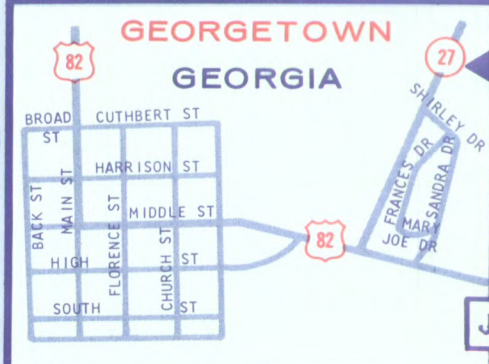 GEORGETOWN
GEORGIA
82
27
BROAD ST
CUTHBERT ST
HARRISON ST
MIDDLE ST
HIGH ST
SOUTH ST
BACK ST
MAIN ST
FLORENCE ST
CHURCH ST
82
SHIRLEY DR
FRANCES DR
SANDRA DR
MARY JOE DR